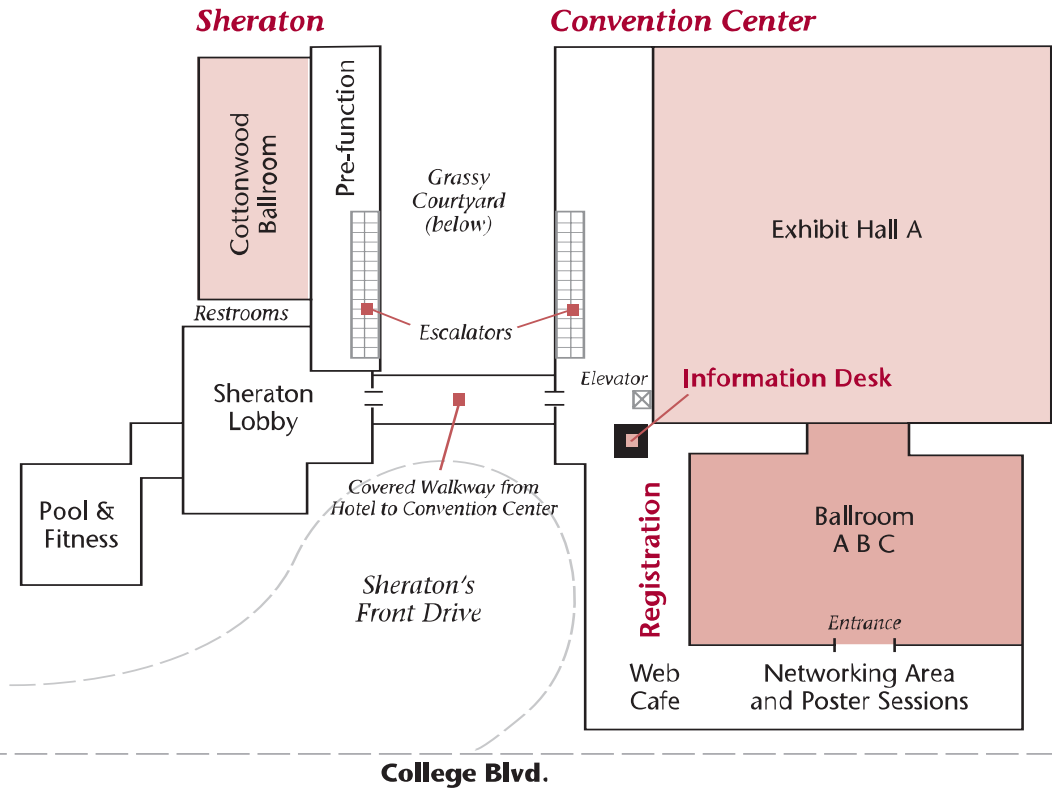 Sheraton
Convention Center
Cottonwood
Ballroom
Pre-function
Grassy
Courtyard
(below)
Exhibit Hall A
Restrooms
Escalators
Elevator
Information Desk
Sheraton
Lobby
Covered Walkway from
Hotel to Convention Center
Pool &
Fitness
Registration
Ballroom
A B C
Sheraton's
Front Drive
Entrance
Web
Cafe
Networking Area
and Poster Sessions
College Blvd.